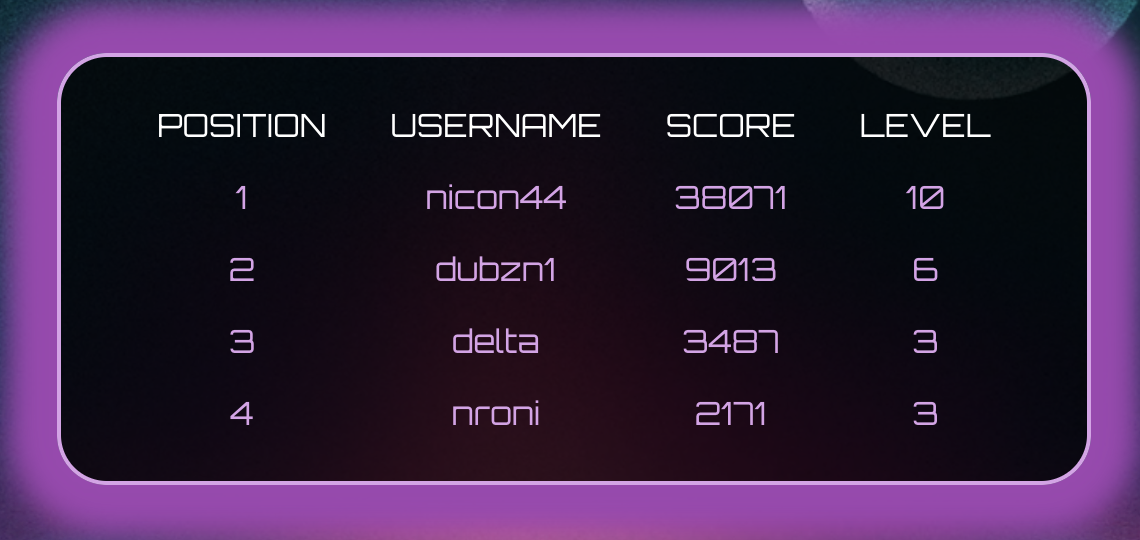 POSITION USERNAME SCORE LEVEL
1 nicon44 38071 10
2 dubzn1 9013 6
3 delta 3487 3
4 nroni 2171 3